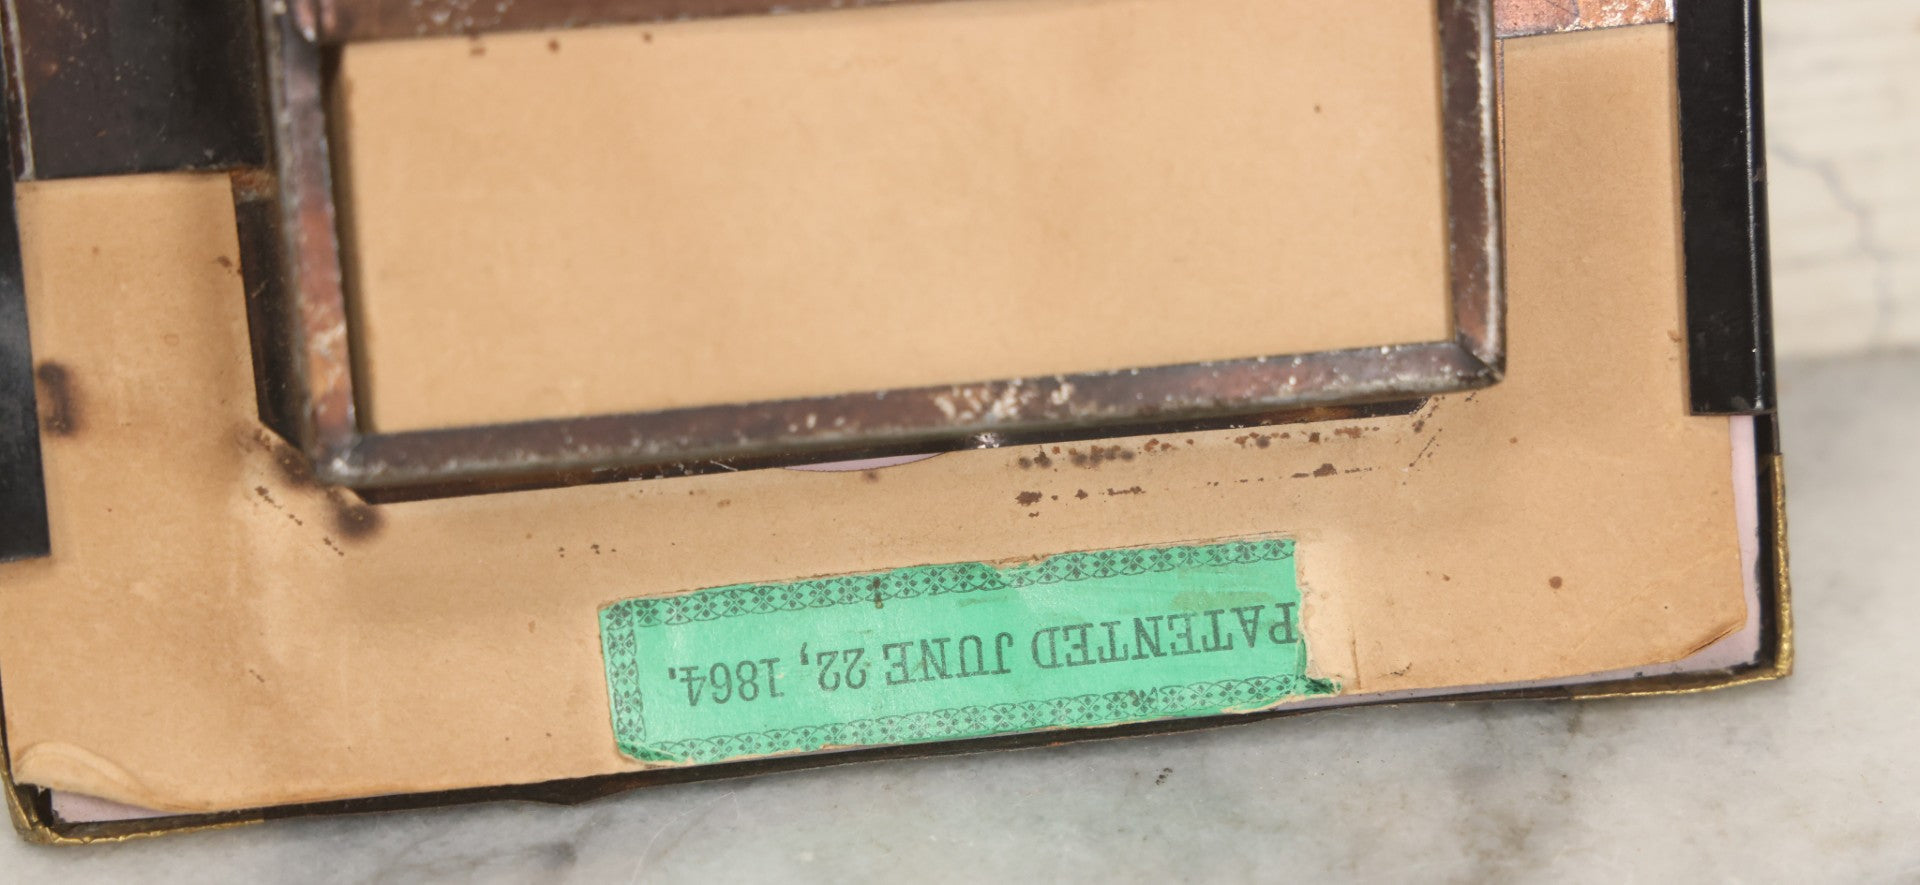 PATENTED JUNE 22, 1864.